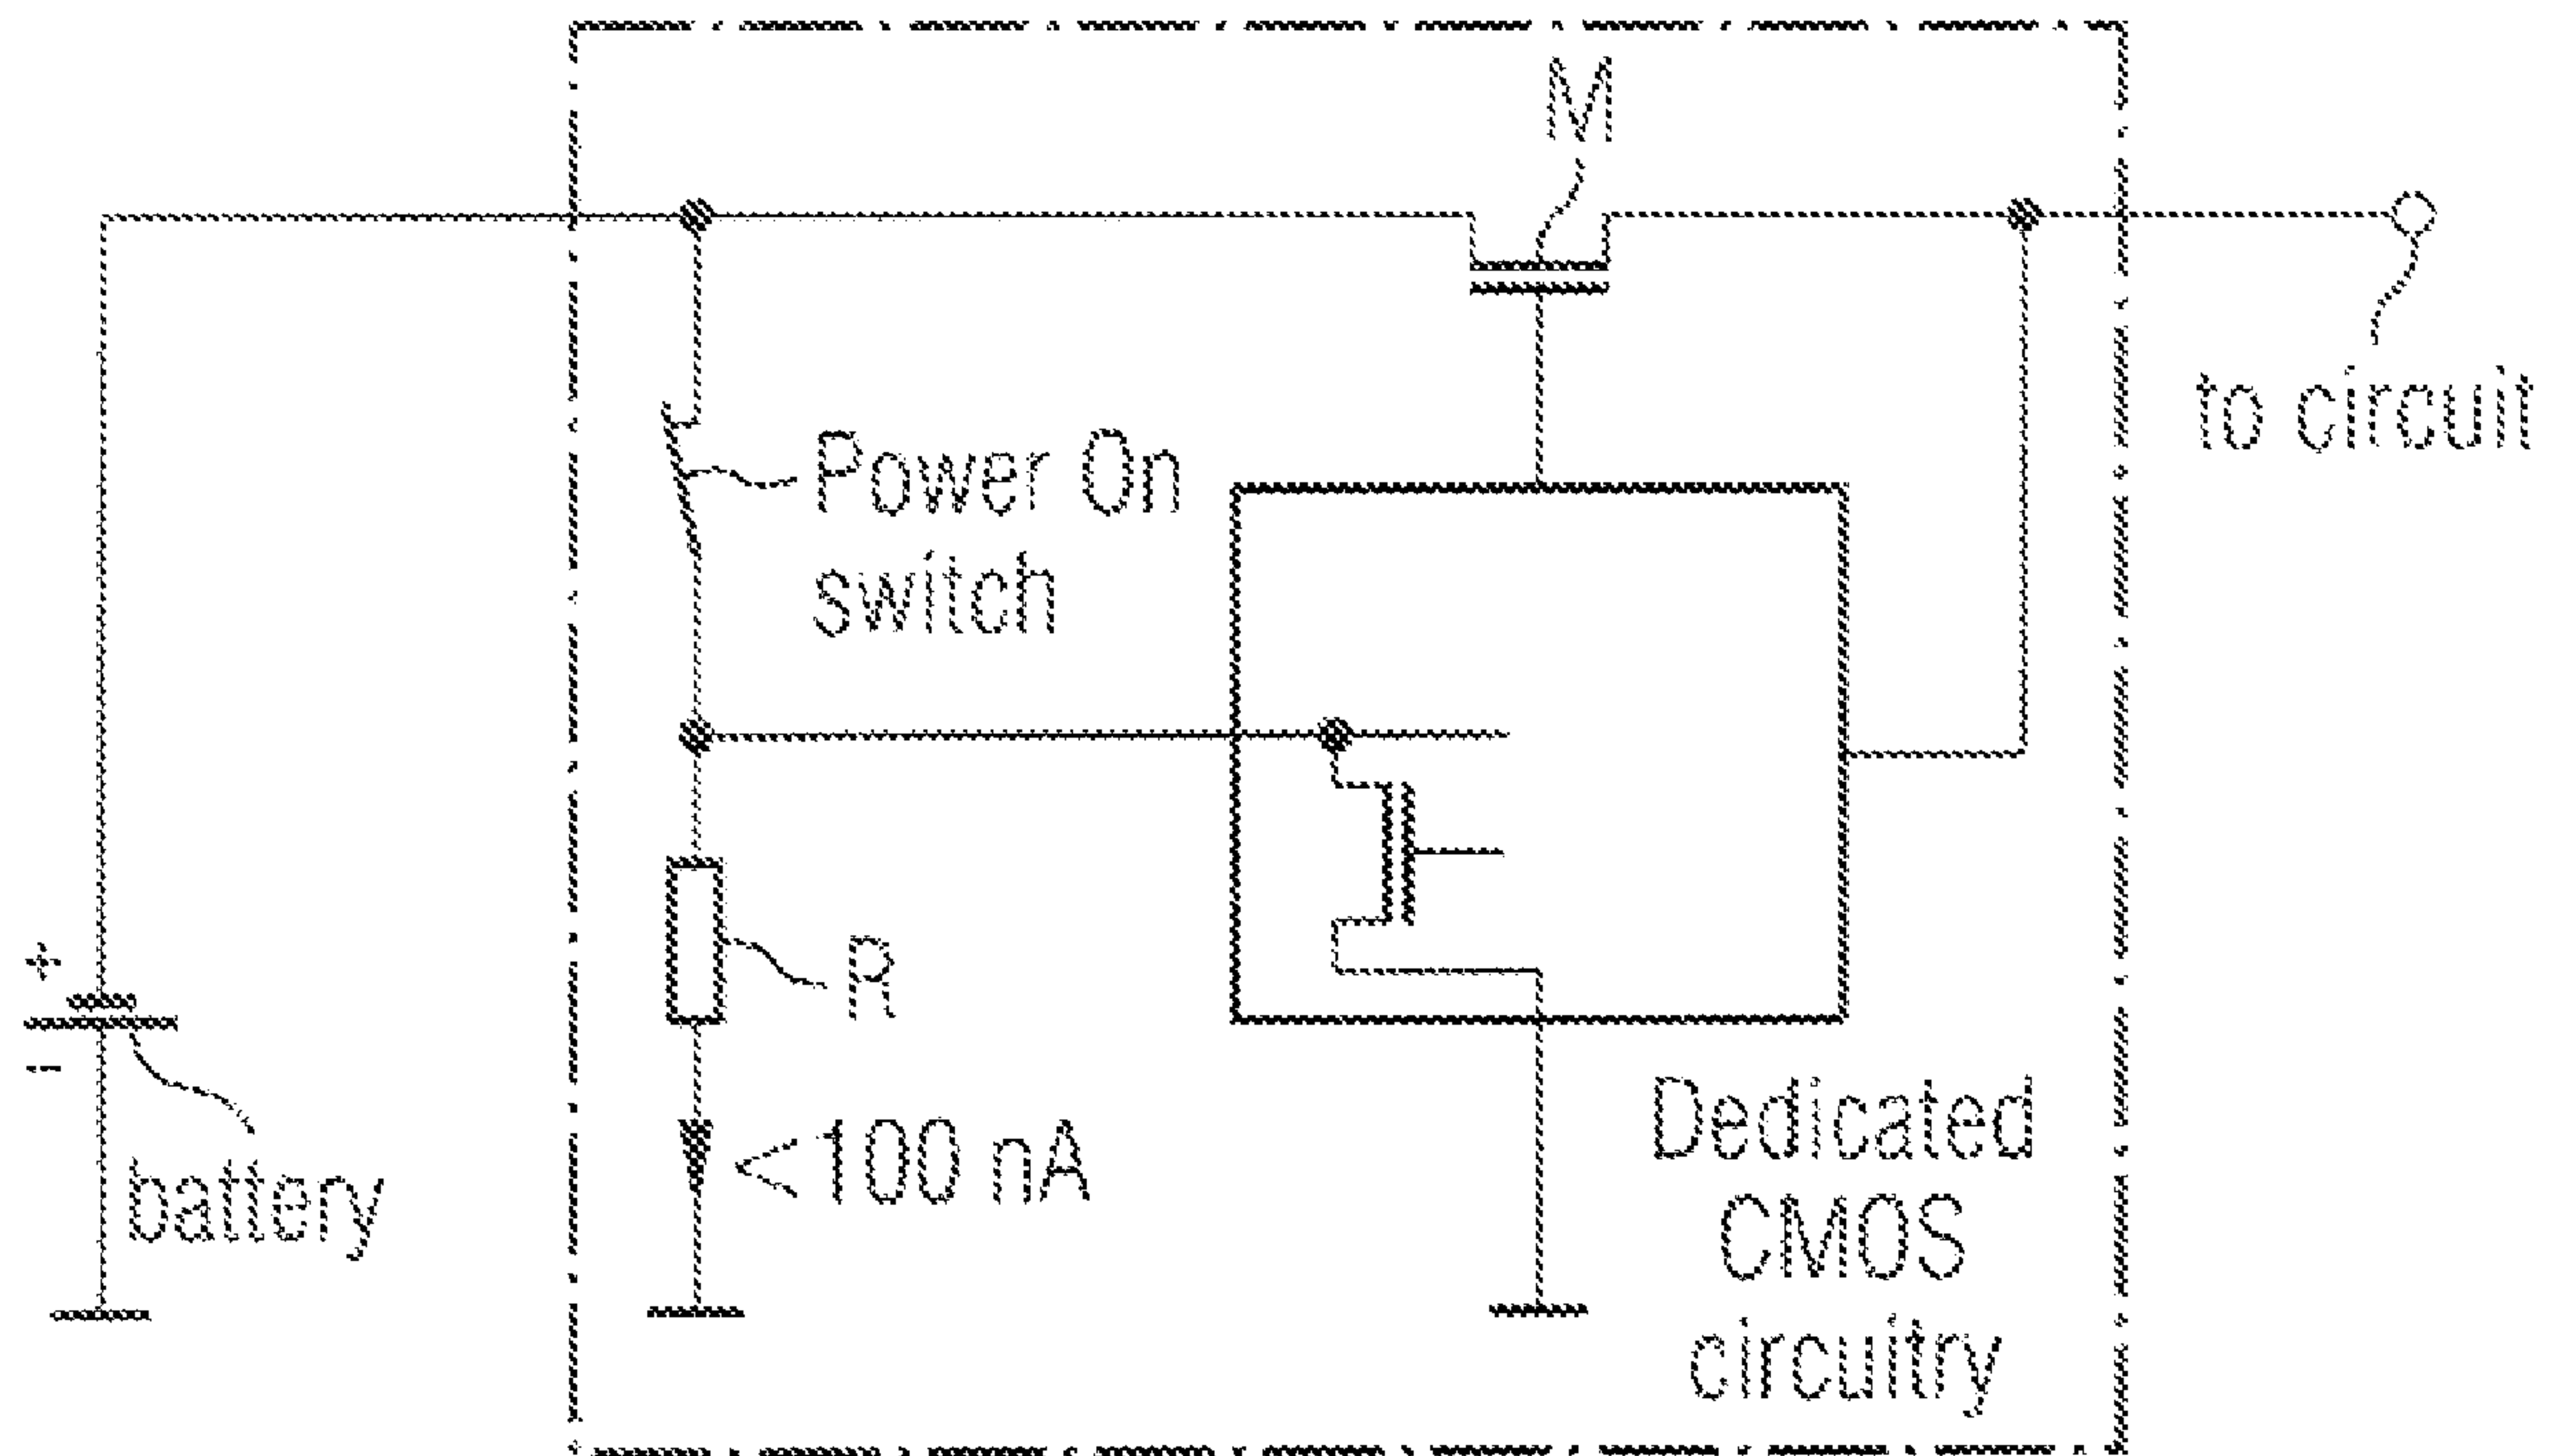 M
to circuit
Power On
switch
+
R
-
<100 nA
battery
Dedicated
CMOS
circuitry